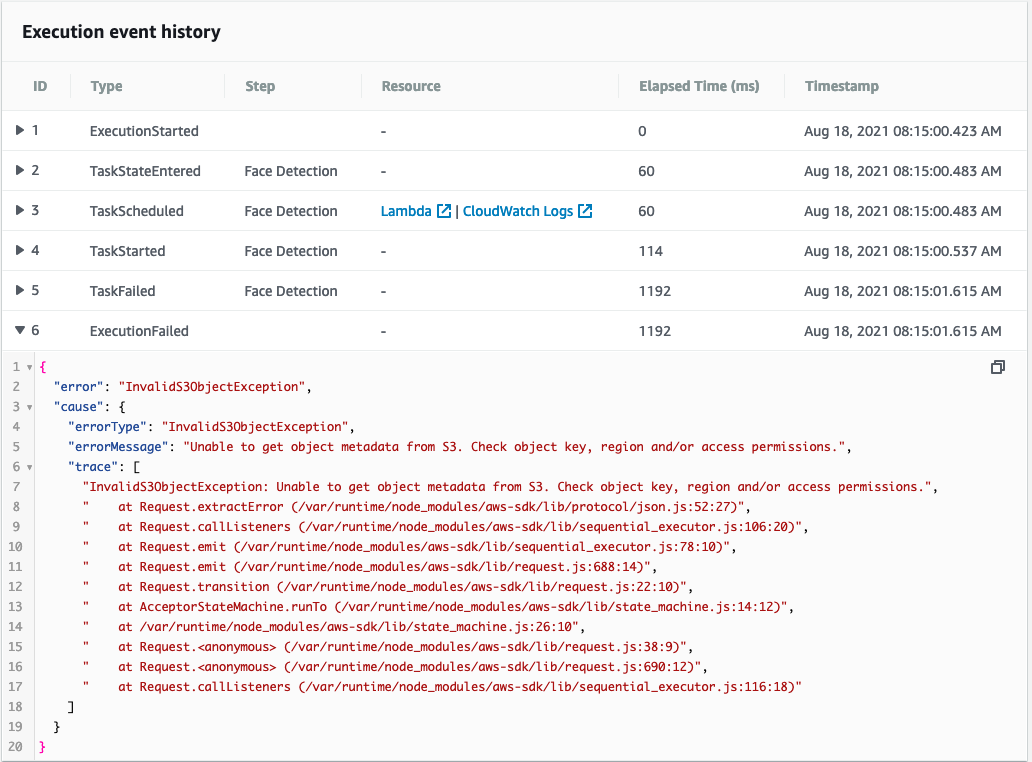 Execution event history
ID Type Step Resource Elapsed Time (ms) Timestamp
1 ExecutionStarted - 0 Aug 18, 2021 08:15:00.423 AM
2 TaskStateEntered Face Detection - 60 Aug 18, 2021 08:15:00.483 AM
3 TaskScheduled Face Detection Lambda | CloudWatch Logs 60 Aug 18, 2021 08:15:00.483 AM
4 TaskStarted Face Detection - 114 Aug 18, 2021 08:15:00.537 AM
5 TaskFailed Face Detection - 1192 Aug 18, 2021 08:15:01.615 AM
6 ExecutionFailed - 1192 Aug 18, 2021 08:15:01.615 AM
1 {
2 "error": "InvalidS3ObjectException",
3 "cause": {
4 "errorType": "InvalidS3ObjectException",
5 "errorMessage": "Unable to get object metadata from S3. Check object key, region and/or access permissions.",
6 "trace": [
7 "InvalidS3ObjectException: Unable to get object metadata from S3. Check object key, region and/or access permissions.",
8 " at Request.extractError (/var/runtime/node_modules/aws-sdk/lib/protocol/json.js:52:27)",
9 " at Request.callListeners (/var/runtime/node_modules/aws-sdk/lib/sequential_executor.js:106:20)",
10 " at Request.emit (/var/runtime/node_modules/aws-sdk/lib/sequential_executor.js:78:10)",
11 " at Request.emit (/var/runtime/node_modules/aws-sdk/lib/request.js:688:14)",
12 " at Request.transition (/var/runtime/node_modules/aws-sdk/lib/request.js:22:10)",
13 " at AcceptorStateMachine.runTo (/var/runtime/node_modules/aws-sdk/lib/state_machine.js:14:12)",
14 " at /var/runtime/node_modules/aws-sdk/lib/state_machine.js:26:10",
15 " at Request.<anonymous> (/var/runtime/node_modules/aws-sdk/lib/request.js:38:9)",
16 " at Request.<anonymous> (/var/runtime/node_modules/aws-sdk/lib/request.js:690:12)",
17 " at Request.callListeners (/var/runtime/node_modules/aws-sdk/lib/sequential_executor.js:116:18)"
18 ]
19 }
20 }